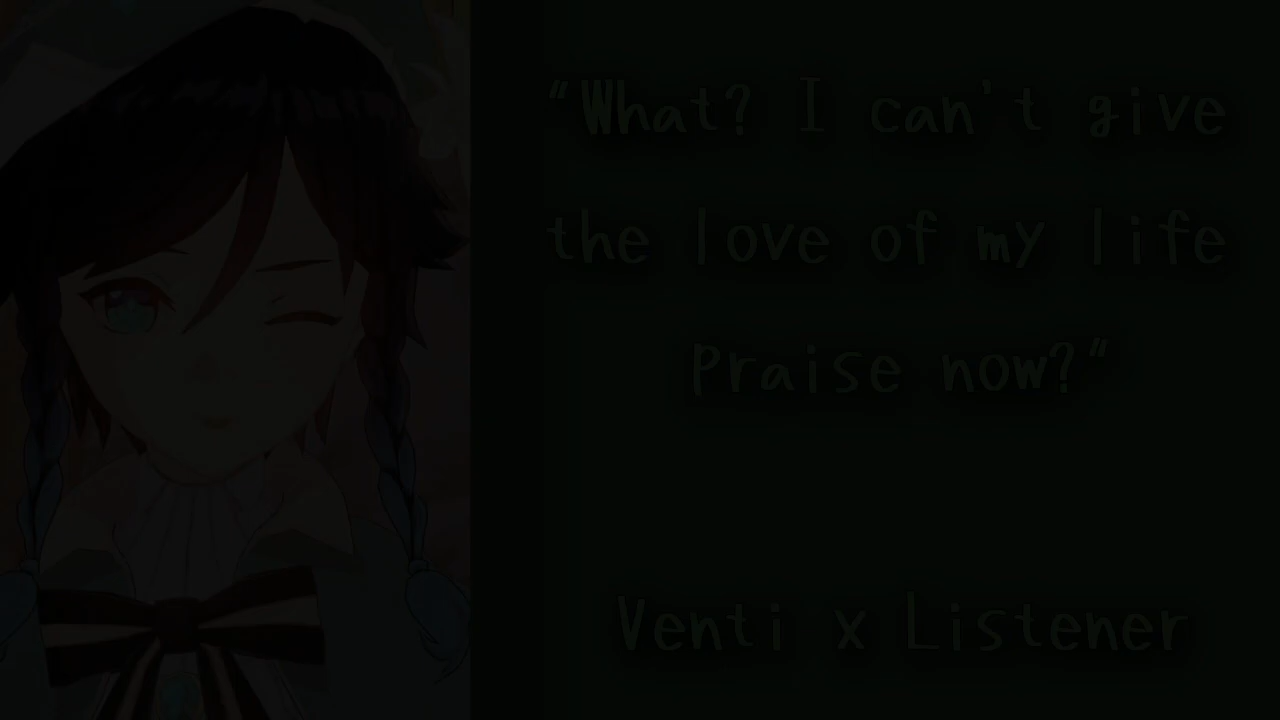 "What? I can't give
the love of my life
Praise now?"
Venti x Listener